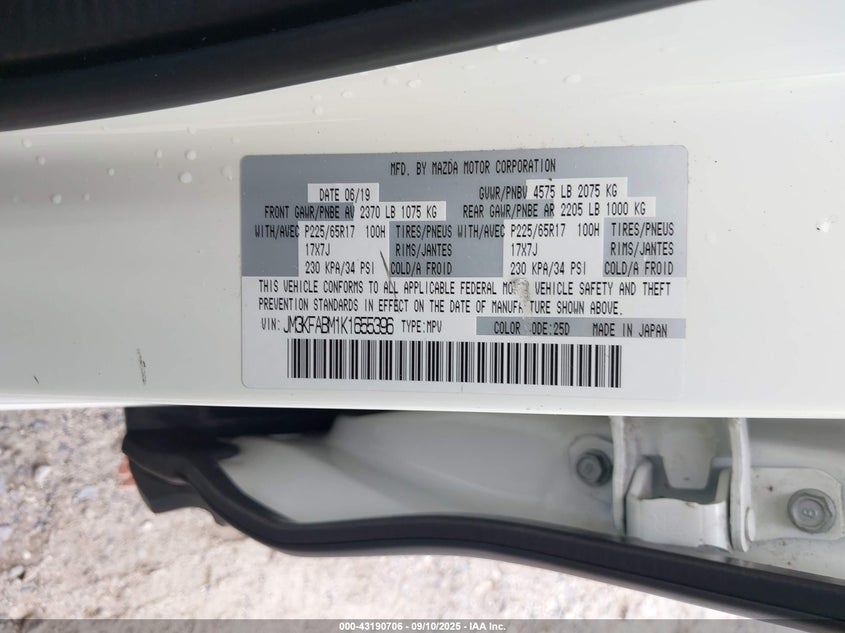 MFD. BY MAZDA MOTOR CORPORATION
DATE 06/19 GVWR/PNBV 4575 LB 2075 KG
FRONT GAWR/PNBE AV 2370 LB 1075 KG REAR GAWR/PNBE AR 2205 LB 1000 KG
WITH/AVEC P225/65R17 100H TIRES/PNEUS WITH/AVEC P225/65R17 100H TIRES/PNEUS
17X7J RIMS/JANTES 17X7J RIMS/JANTES
230 KPA/34 PSI COLD/A FROID 230 KPA/34 PSI COLD/A FROID
THIS VEHICLE CONFORMS TO ALL APPLICABLE FEDERAL MOTOR VEHICLE SAFETY AND THEFT
PREVENTION STANDARDS IN EFFECT ON THE DATE OF MANUFACTURE SHOWN ABOVE.
VIN: JM3KFABM1K1655396 TYPE:MPV COLOR CODE:25D MADE IN JAPAN
000-43190706 - 09/10/2025 - IAA Inc.